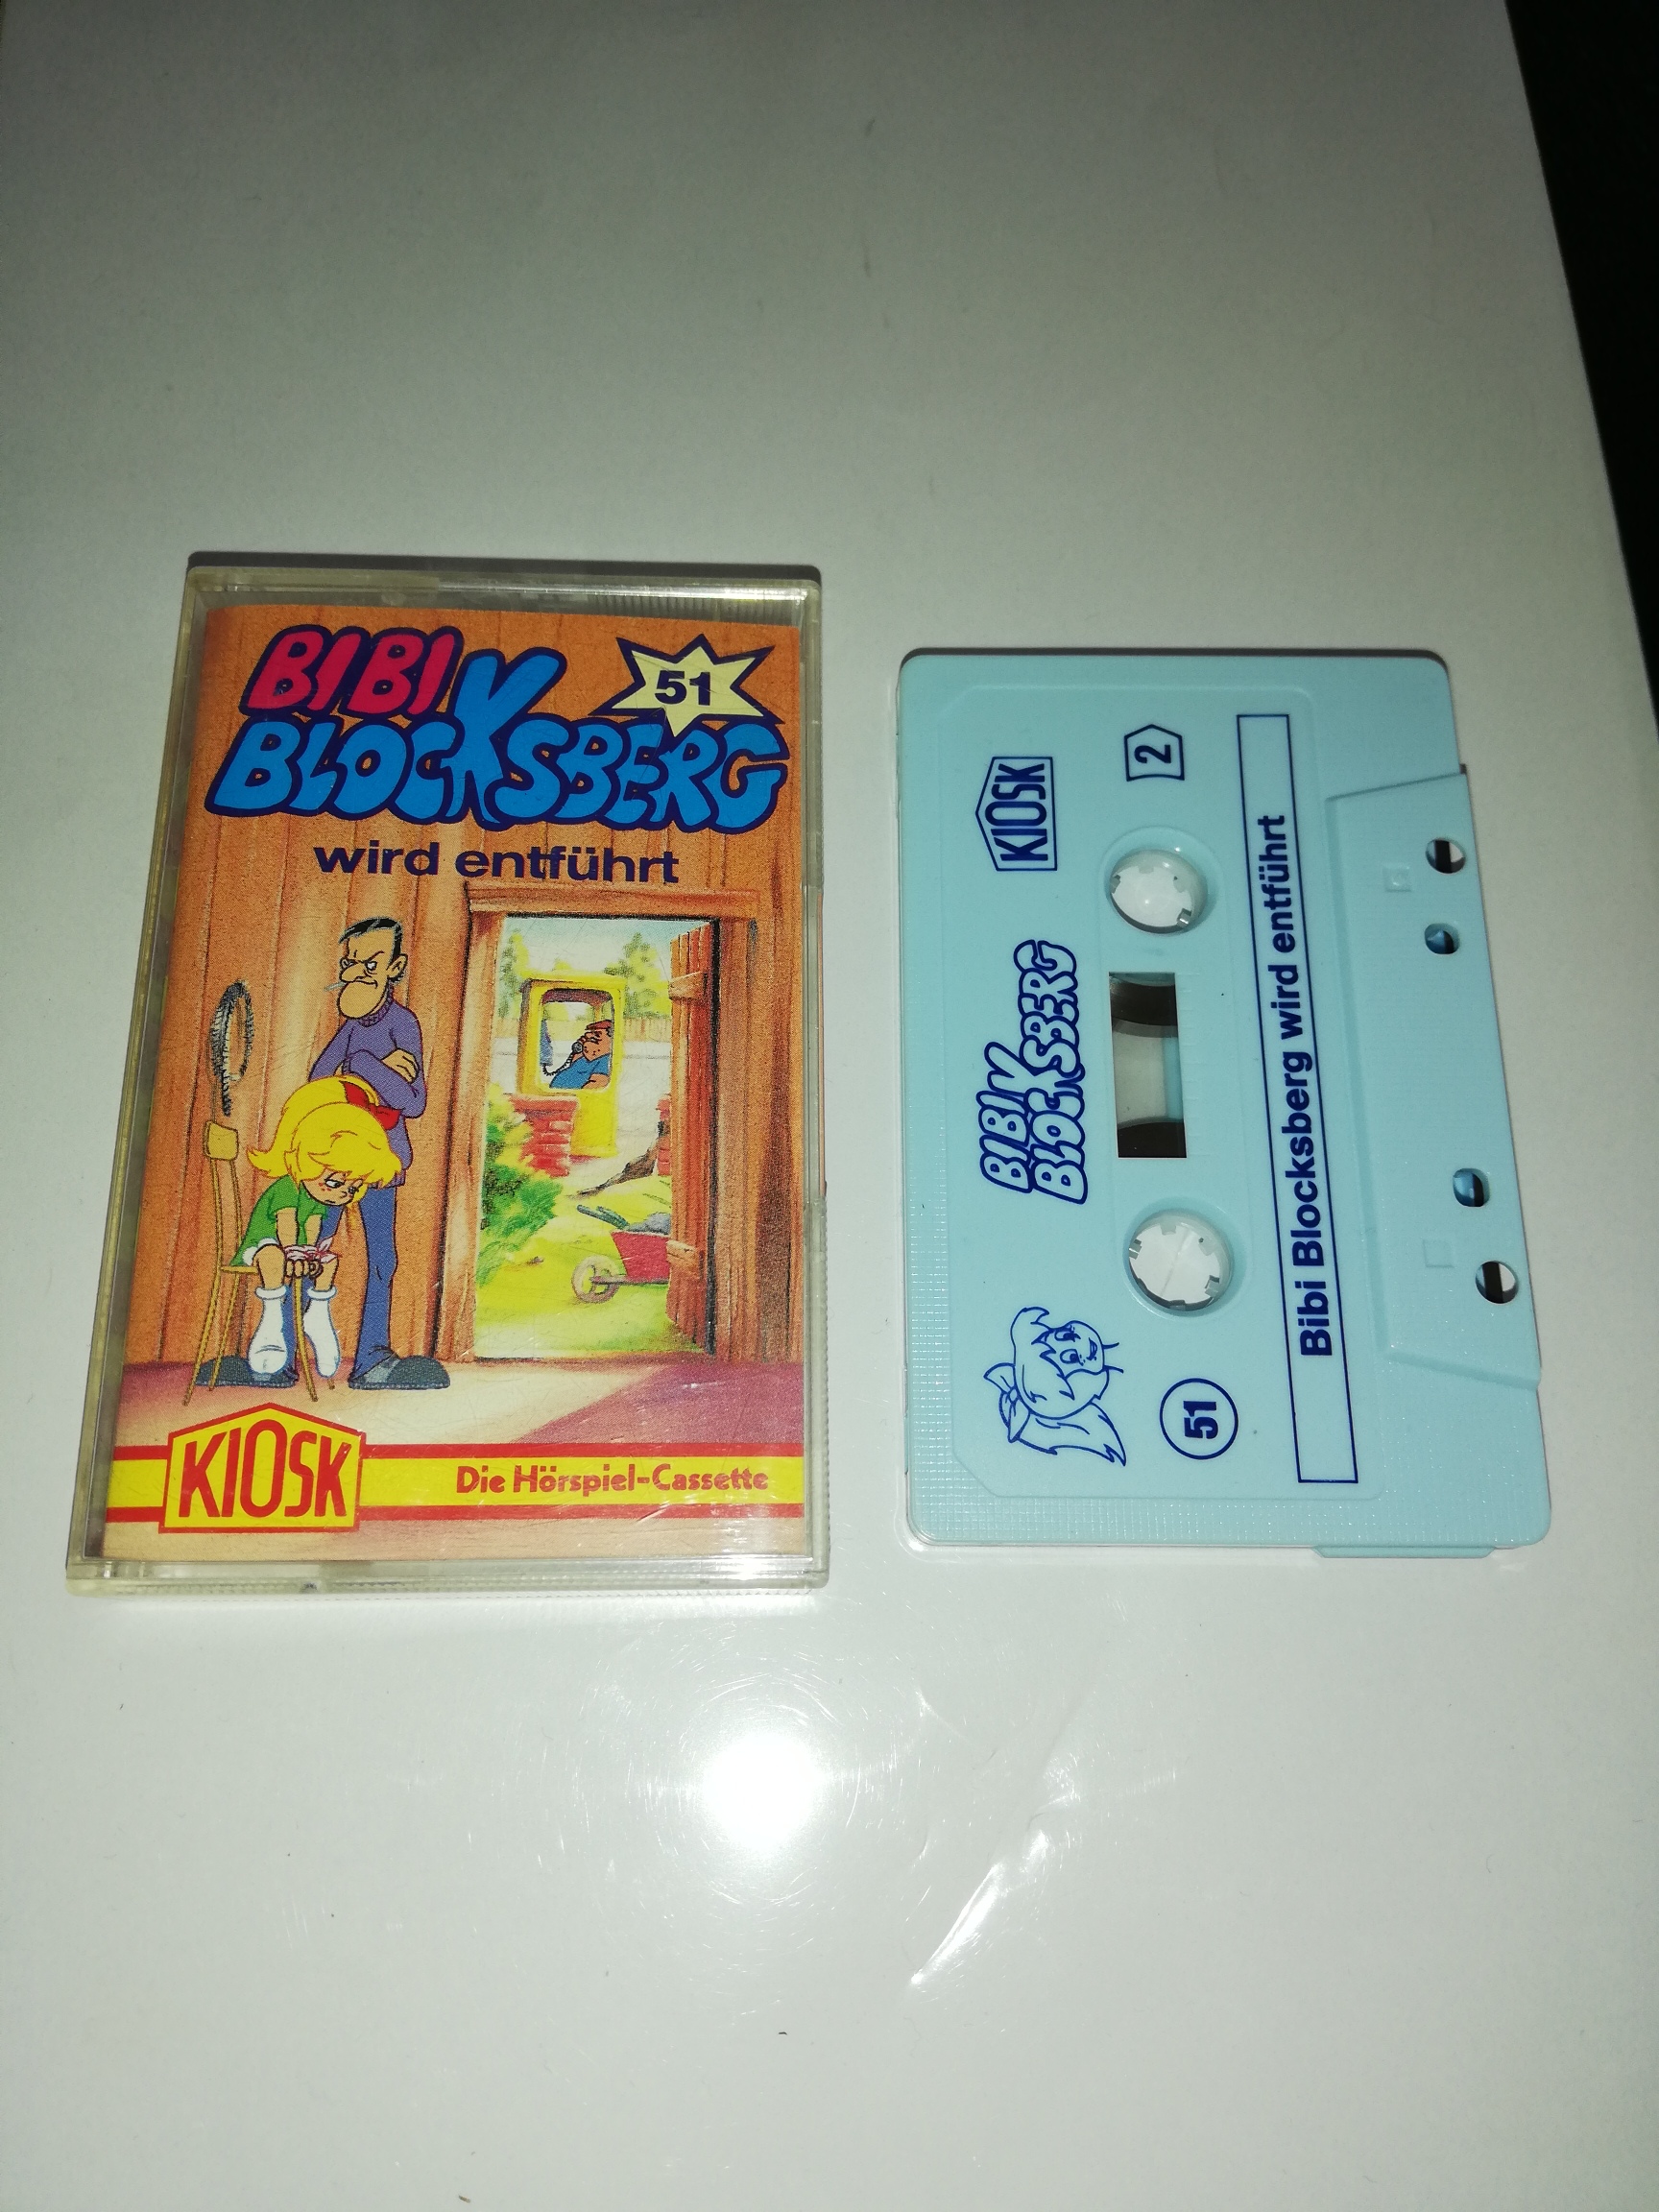 BIBI
BLOCKSBERG
51
wird entführt
KIOSK
Die Hörspiel-Cassette
KIOSK
BIBI
BLOCKSBERG
2
51
Bibi Blocksberg wird entführt